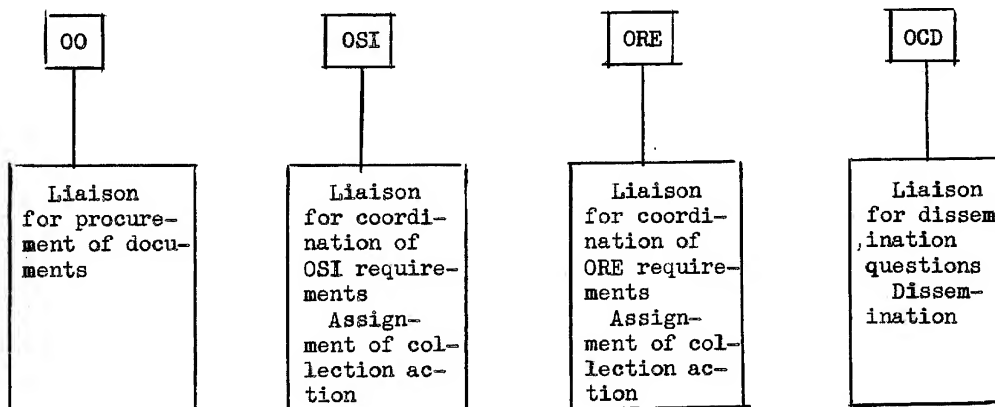 OO
Liaison
for procure-
ment of docu-
ments
OSI
Liaison
for coordi-
nation of
OSI require-
ments
Assign-
ment of col-
lection ac-
tion
ORE
Liaison
for coordi-
nation of
ORE require-
ments
Assign-
ment of col-
lection ac-
tion
OCD
Liaison
for dissem
ination
questions
Dissem-
ination